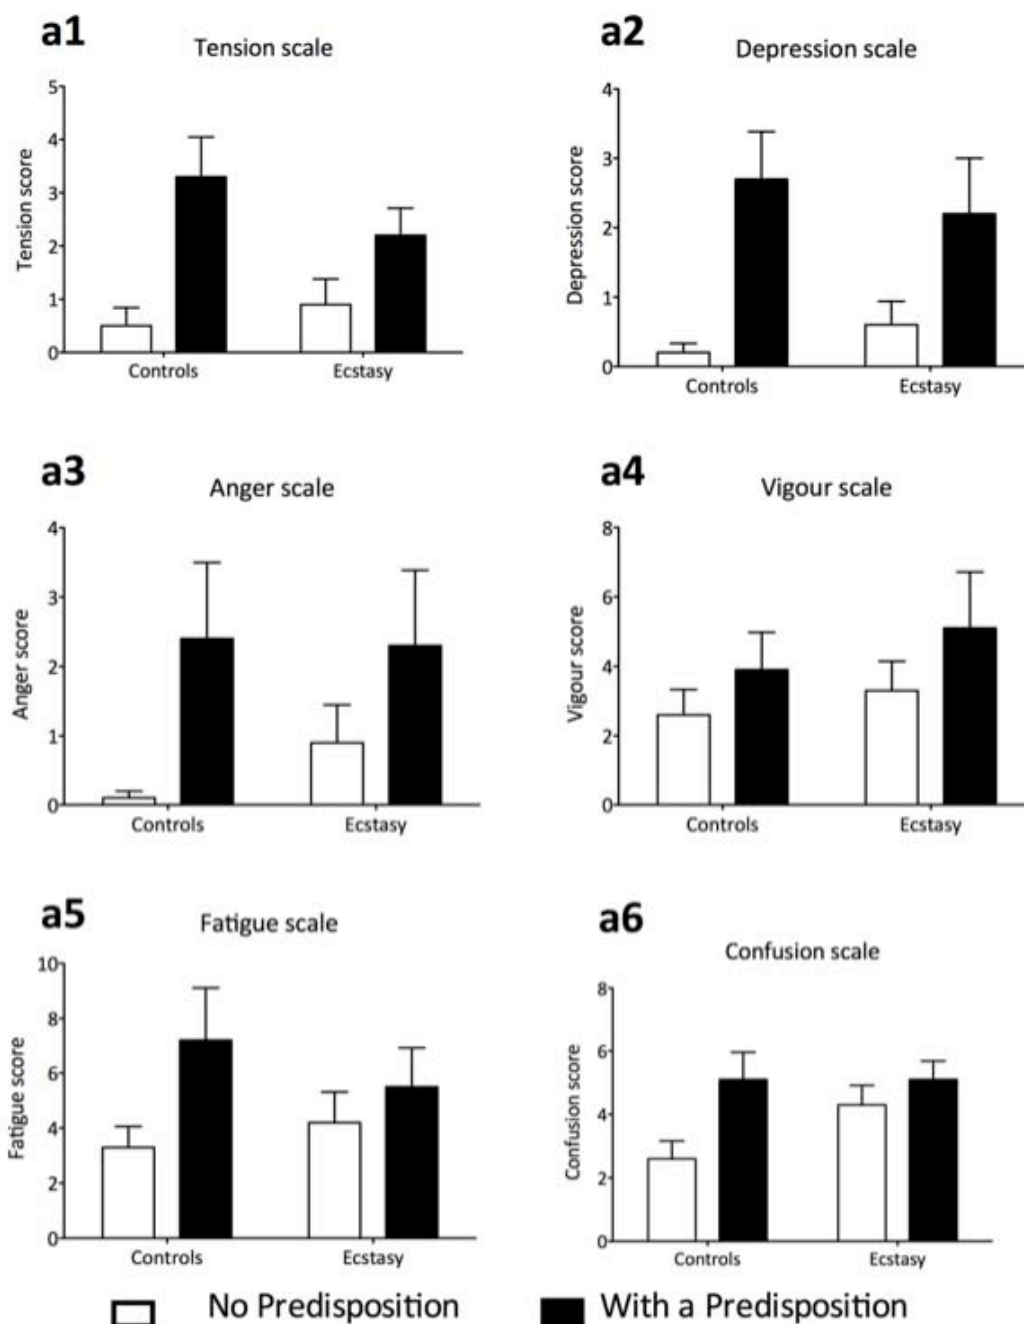 a1
Tension scale
Tension score
5
4
3
2
1
0
Controls
Ecstasy
a2
Depression scale
Depression score
4
3
2
1
0
Controls
Ecstasy
a3
Anger scale
Anger score
4
3
2
1
0
Controls
Ecstasy
a4
Vigour scale
Vigour score
8
6
4
2
0
Controls
Ecstasy
a5
Fatigue scale
Fatigue score
10
8
6
4
2
0
Controls
Ecstasy
a6
Confusion scale
Confusion score
8
6
4
2
0
Controls
Ecstasy
No Predisposition
With a Predisposition